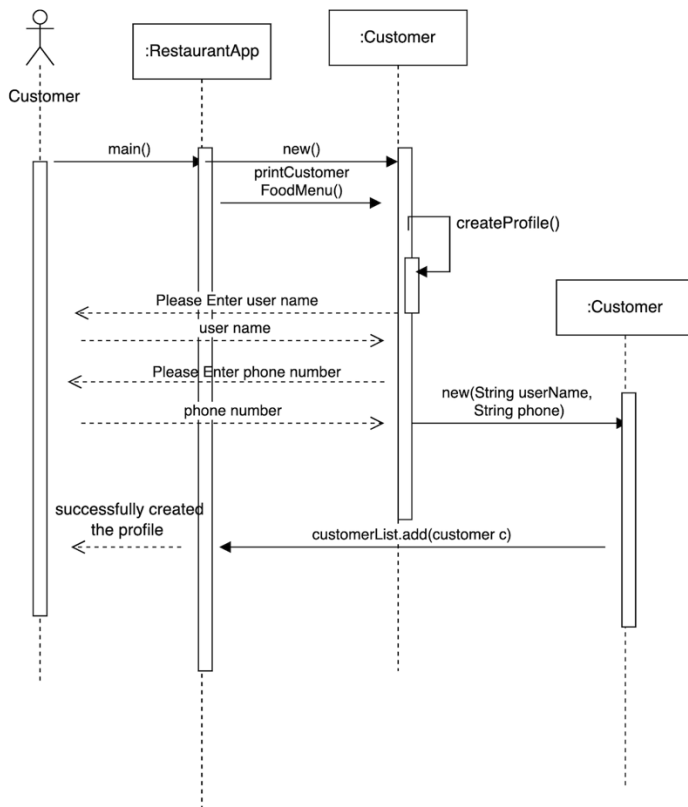 :Customer
:RestaurantApp
Customer
main()
new()
printCustomer
FoodMenu()
createProfile()
Please Enter user name
:Customer
user name
Please Enter phone number
new(String userName,
String phone)
phone number
successfully created
the profile
customerList.add(customer c)